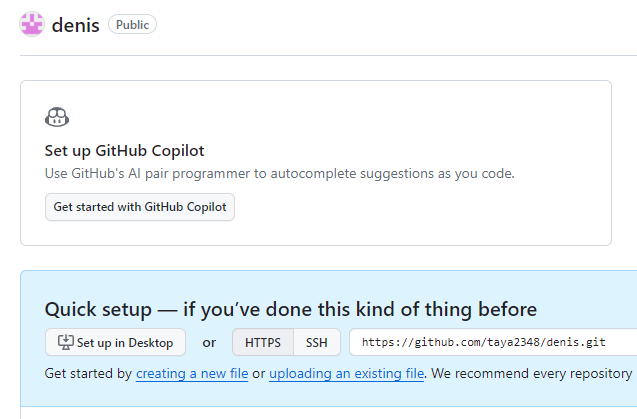 denis Public
Set up GitHub Copilot
Use GitHub's AI pair programmer to autocomplete suggestions as you code.
Get started with GitHub Copilot
Quick setup — if you’ve done this kind of thing before
Set up in Desktop or HTTPS SSH https://github.com/taya2348/denis.git
Get started by creating a new file or uploading an existing file. We recommend every repository